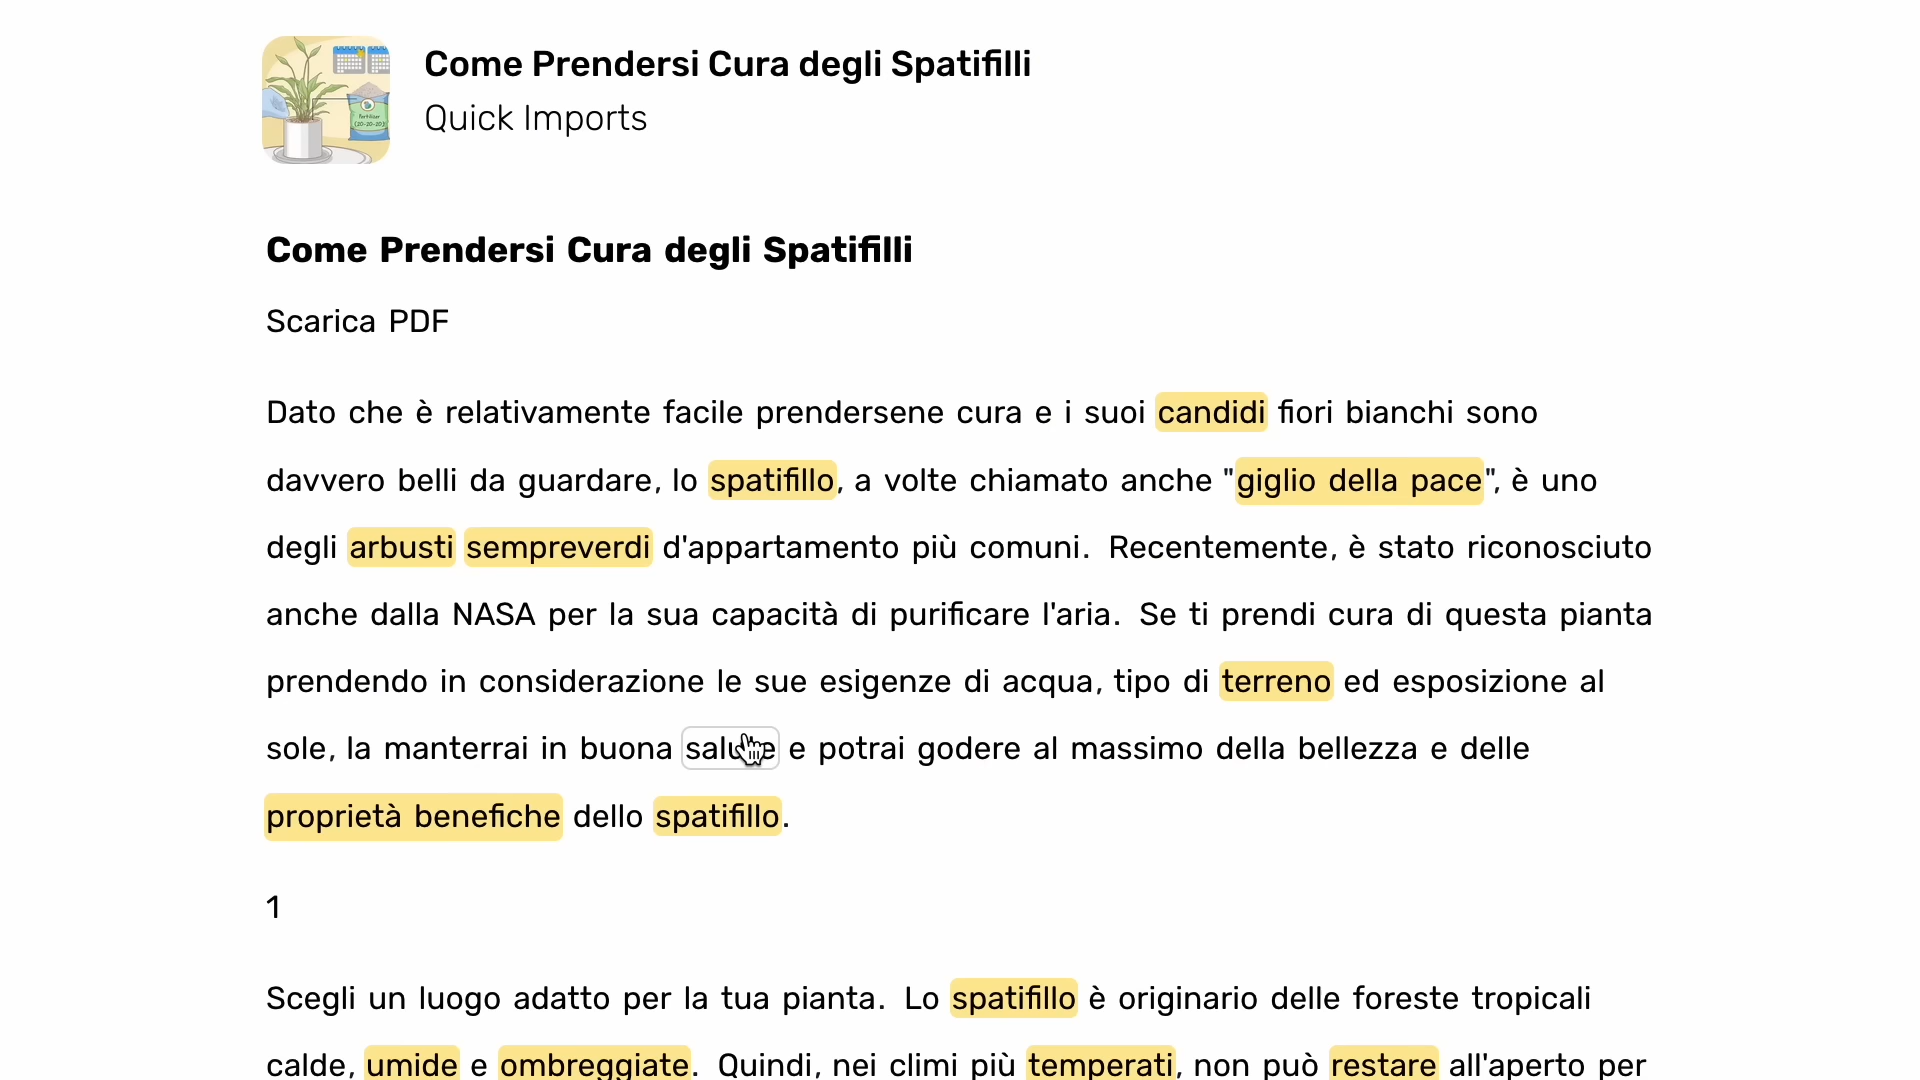 Come Prendersi Cura degli Spatifilli
Quick Imports
Fertilizer
(20-20-20)
Come Prendersi Cura degli Spatifilli
Scarica PDF
Dato che è relativamente facile prendersene cura e i suoi candidi fiori bianchi sono
davvero belli da guardare, lo spatifillo, a volte chiamato anche "giglio della pace", è uno
degli arbusti sempreverdi d'appartamento più comuni. Recentemente, è stato riconosciuto
anche dalla NASA per la sua capacità di purificare l'aria. Se ti prendi cura di questa pianta
prendendo in considerazione le sue esigenze di acqua, tipo di terreno ed esposizione al
sole, la manterrai in buona salute e potrai godere al massimo della bellezza e delle
proprietà benefiche dello spatifillo.
1
Scegli un luogo adatto per la tua pianta. Lo spatifillo è originario delle foreste tropicali
calde, umide e ombreggiate. Quindi, nei climi più temperati, non può restare all'aperto per